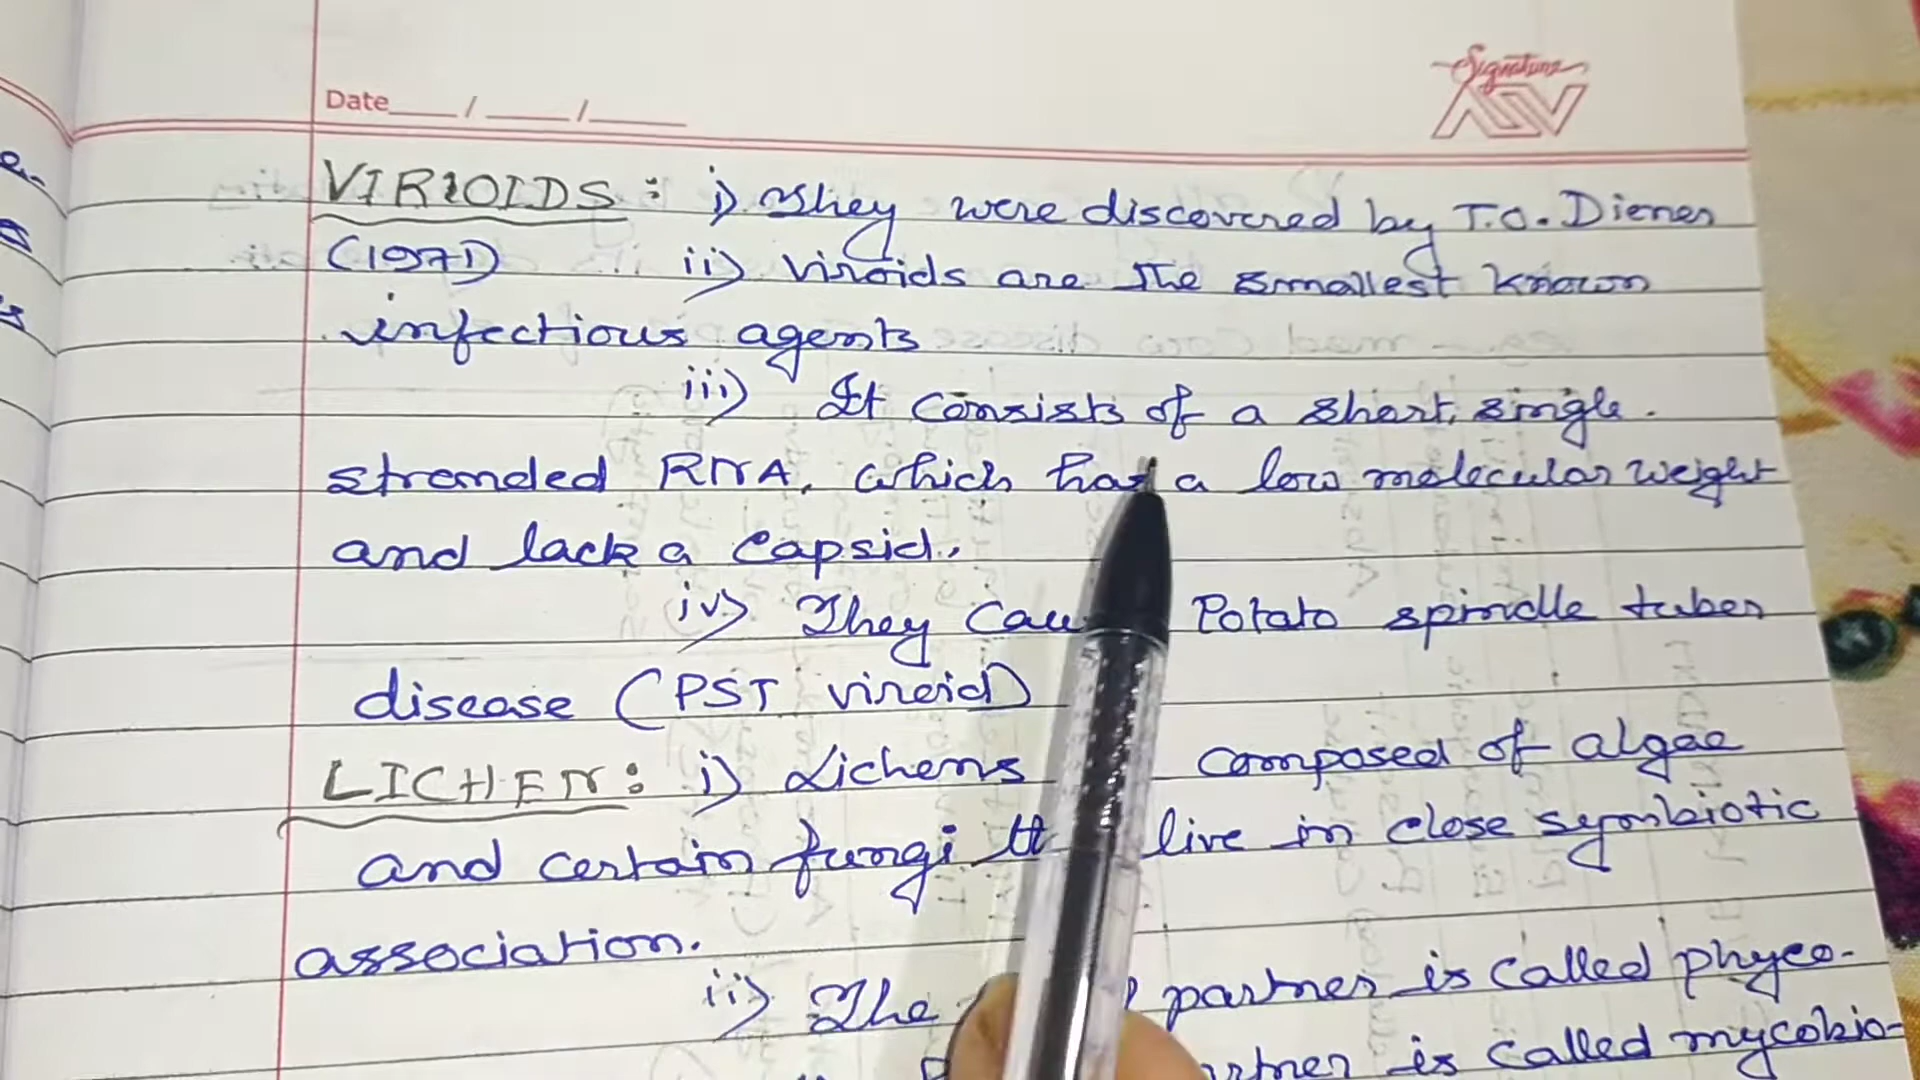 Signature
Date___/___/___
VIRIOIDS : i) They were discovered by T.O. Diener
(1971) ii) Viroids are the smallest known
infectious agents
iii) It consists of a short, single
stranded RNA, which has a low molecular weight
and lack a capsid.
iv) They Potato spindle tuber
disease (PST viroid)
LICHEN : i) Lichens composed of algae
and certain fungi live in close symbiotic
association.
ii) The partner is called phyco-
is called mycobio-